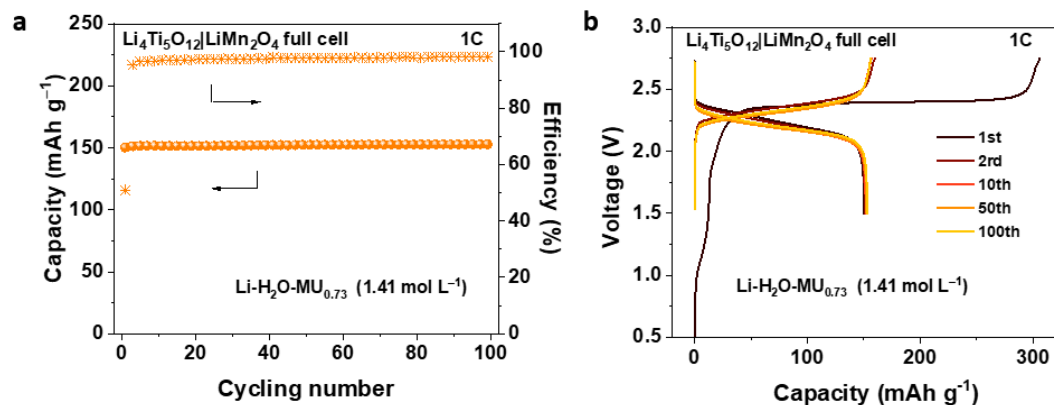 a
Li₄Ti₅O₁₂|LiMn₂O₄ full cell 1C
250
200
150
100
50
0
Capacity (mAh g⁻¹)
100
80
60
40
20
0
Efficiency (%)
Li-H₂O-MU₀.₇₃ (1.41 mol L⁻¹)
0 20 40 60 80 100
Cycling number
b
Li₄Ti₅O₁₂|LiMn₂O₄ full cell 1C
3.0
2.5
2.0
1.5
1.0
0.5
Voltage (V)
1st
2rd
10th
50th
100th
Li-H₂O-MU₀.₇₃ (1.41 mol L⁻¹)
0 100 200 300
Capacity (mAh g⁻¹)